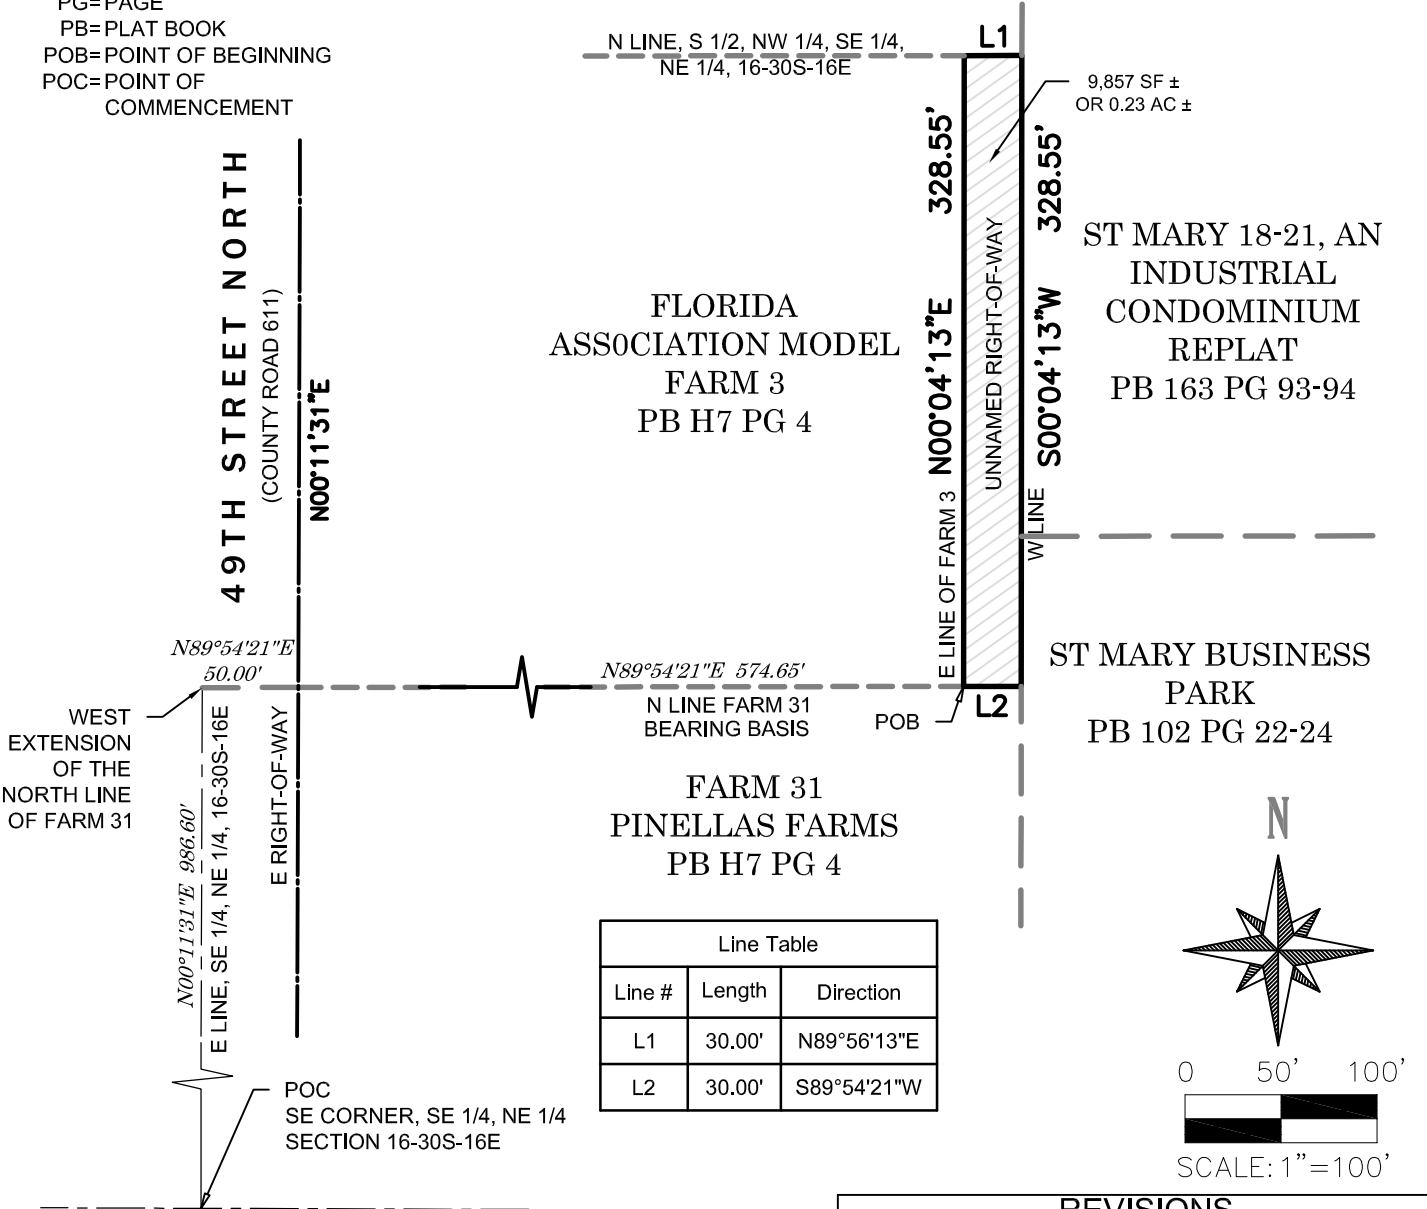 PG=PAGE
PB=PLAT BOOK
POB=POINT OF BEGINNING
POC=POINT OF
COMMENCEMENT
N LINE, S 1/2, NW 1/4, SE 1/4,
NE 1/4, 16-30S-16E
L1
9,857 SF ±
OR 0.23 AC ±
49TH STREET NORTH
(COUNTY ROAD 611)
N00°11'31"E
FLORIDA
ASS0CIATION MODEL
FARM 3
PB H7 PG 4
N00°04'13"E 328.55'
E LINE OF FARM 3
UNNAMED RIGHT-OF-WAY
S00°04'13"W 328.55'
W LINE
ST MARY 18-21, AN
INDUSTRIAL
CONDOMINIUM
REPLAT
PB 163 PG 93-94
N89°54'21"E
50.00'
N89°54'21"E 574.65'
N LINE FARM 31
BEARING BASIS
POB
L2
ST MARY BUSINESS
PARK
PB 102 PG 22-24
WEST
EXTENSION
OF THE
NORTH LINE
OF FARM 31
N00°11'31"E 986.60'
E LINE, SE 1/4, NE 1/4, 16-30S-16E
E RIGHT-OF-WAY
FARM 31
PINELLAS FARMS
PB H7 PG 4
Line Table
Line # Length Direction
L1 30.00' N89°56'13"E
L2 30.00' S89°54'21"W
N
0 50' 100'
SCALE: 1"=100'
POC
SE CORNER, SE 1/4, NE 1/4
SECTION 16-30S-16E
REVISIONS